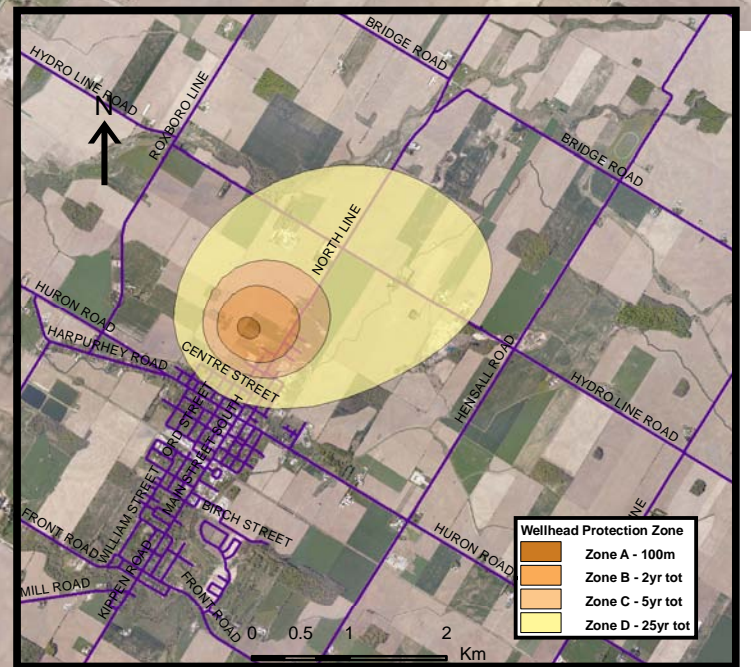 BRIDGE ROAD
HYDRO LINE ROAD
ROXBORO LINE
N
BRIDGE ROAD
NORTH LINE
HURON ROAD
HARPURHEY ROAD
CENTRE STREET
HENSALL ROAD
HYDRO LINE ROAD
ORD STREET
MAIN STREET SOUTH
WILLIAM STREET
BIRCH STREET
FRONT ROAD
HURON ROAD
MILL ROAD
KIPPEN ROAD
FRONT ROAD
INE
Wellhead Protection Zone
Zone A - 100m
Zone B - 2yr tot
Zone C - 5yr tot
Zone D - 25yr tot
0 0.5 1 2
Km